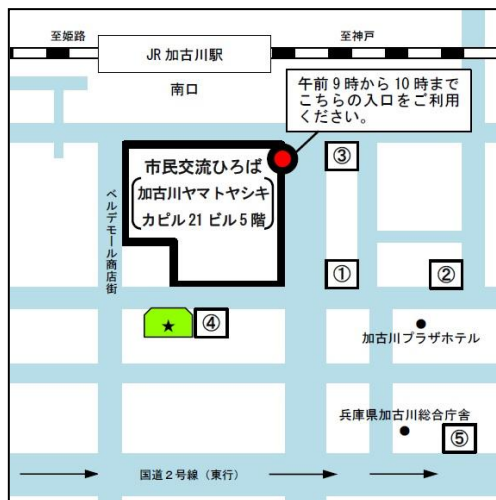 至姫路
至神戸
JR 加古川駅
南口
午前9時から10時まで
こちらの入口をご利用
ください。
市民交流ひろば
加古川ヤマトヤシキ
カピル21ビル5階
ベルデモール商店街
③
①
②
★
④
加古川プラザホテル
兵庫県加古川総合庁舎
⑤
国道2号線（東行）